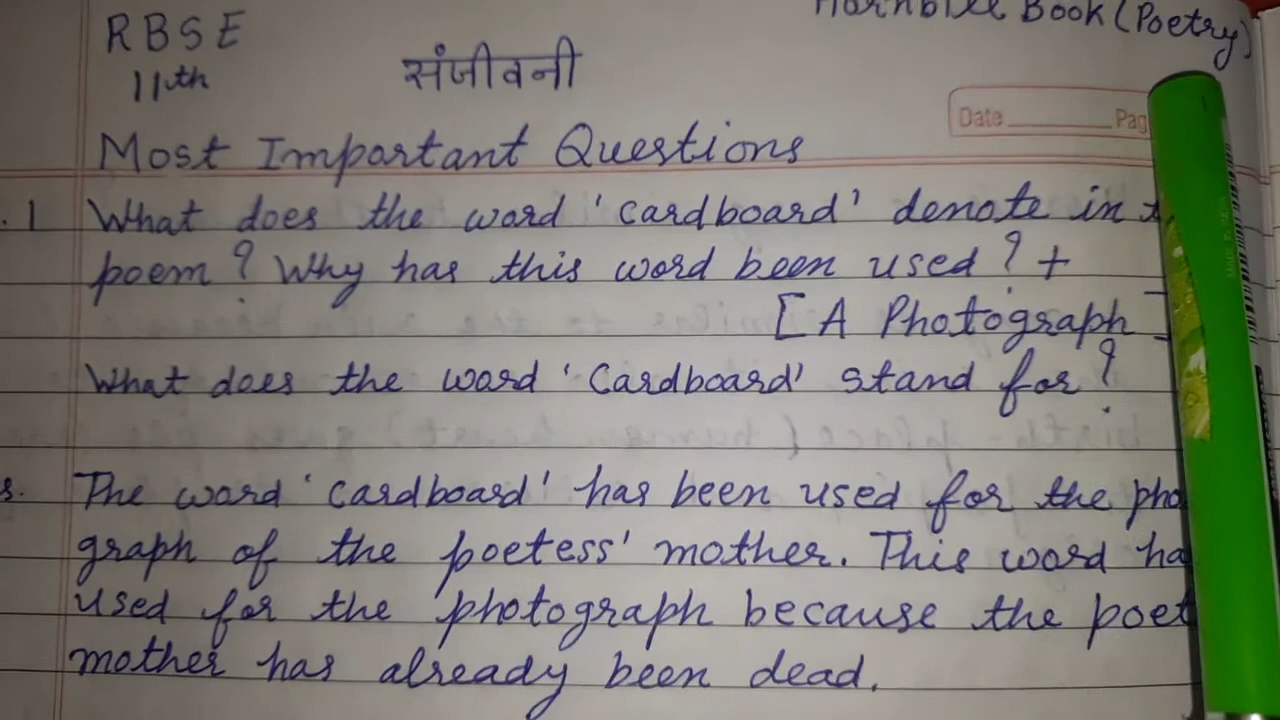 RBSE
Hornbill Book (Poetry)
11th
संजीवनी
Date Pag
Most Important Questions
.1 What does the word 'cardboard' denote in
poem? Why has this word been used? +
[A Photograph]
What does the word 'Cardboard' stand for?
s. The word 'cardboard' has been used for the pho
graph of the poetess' mother. This word ha
used for the photograph because the poet
mother has already been dead.